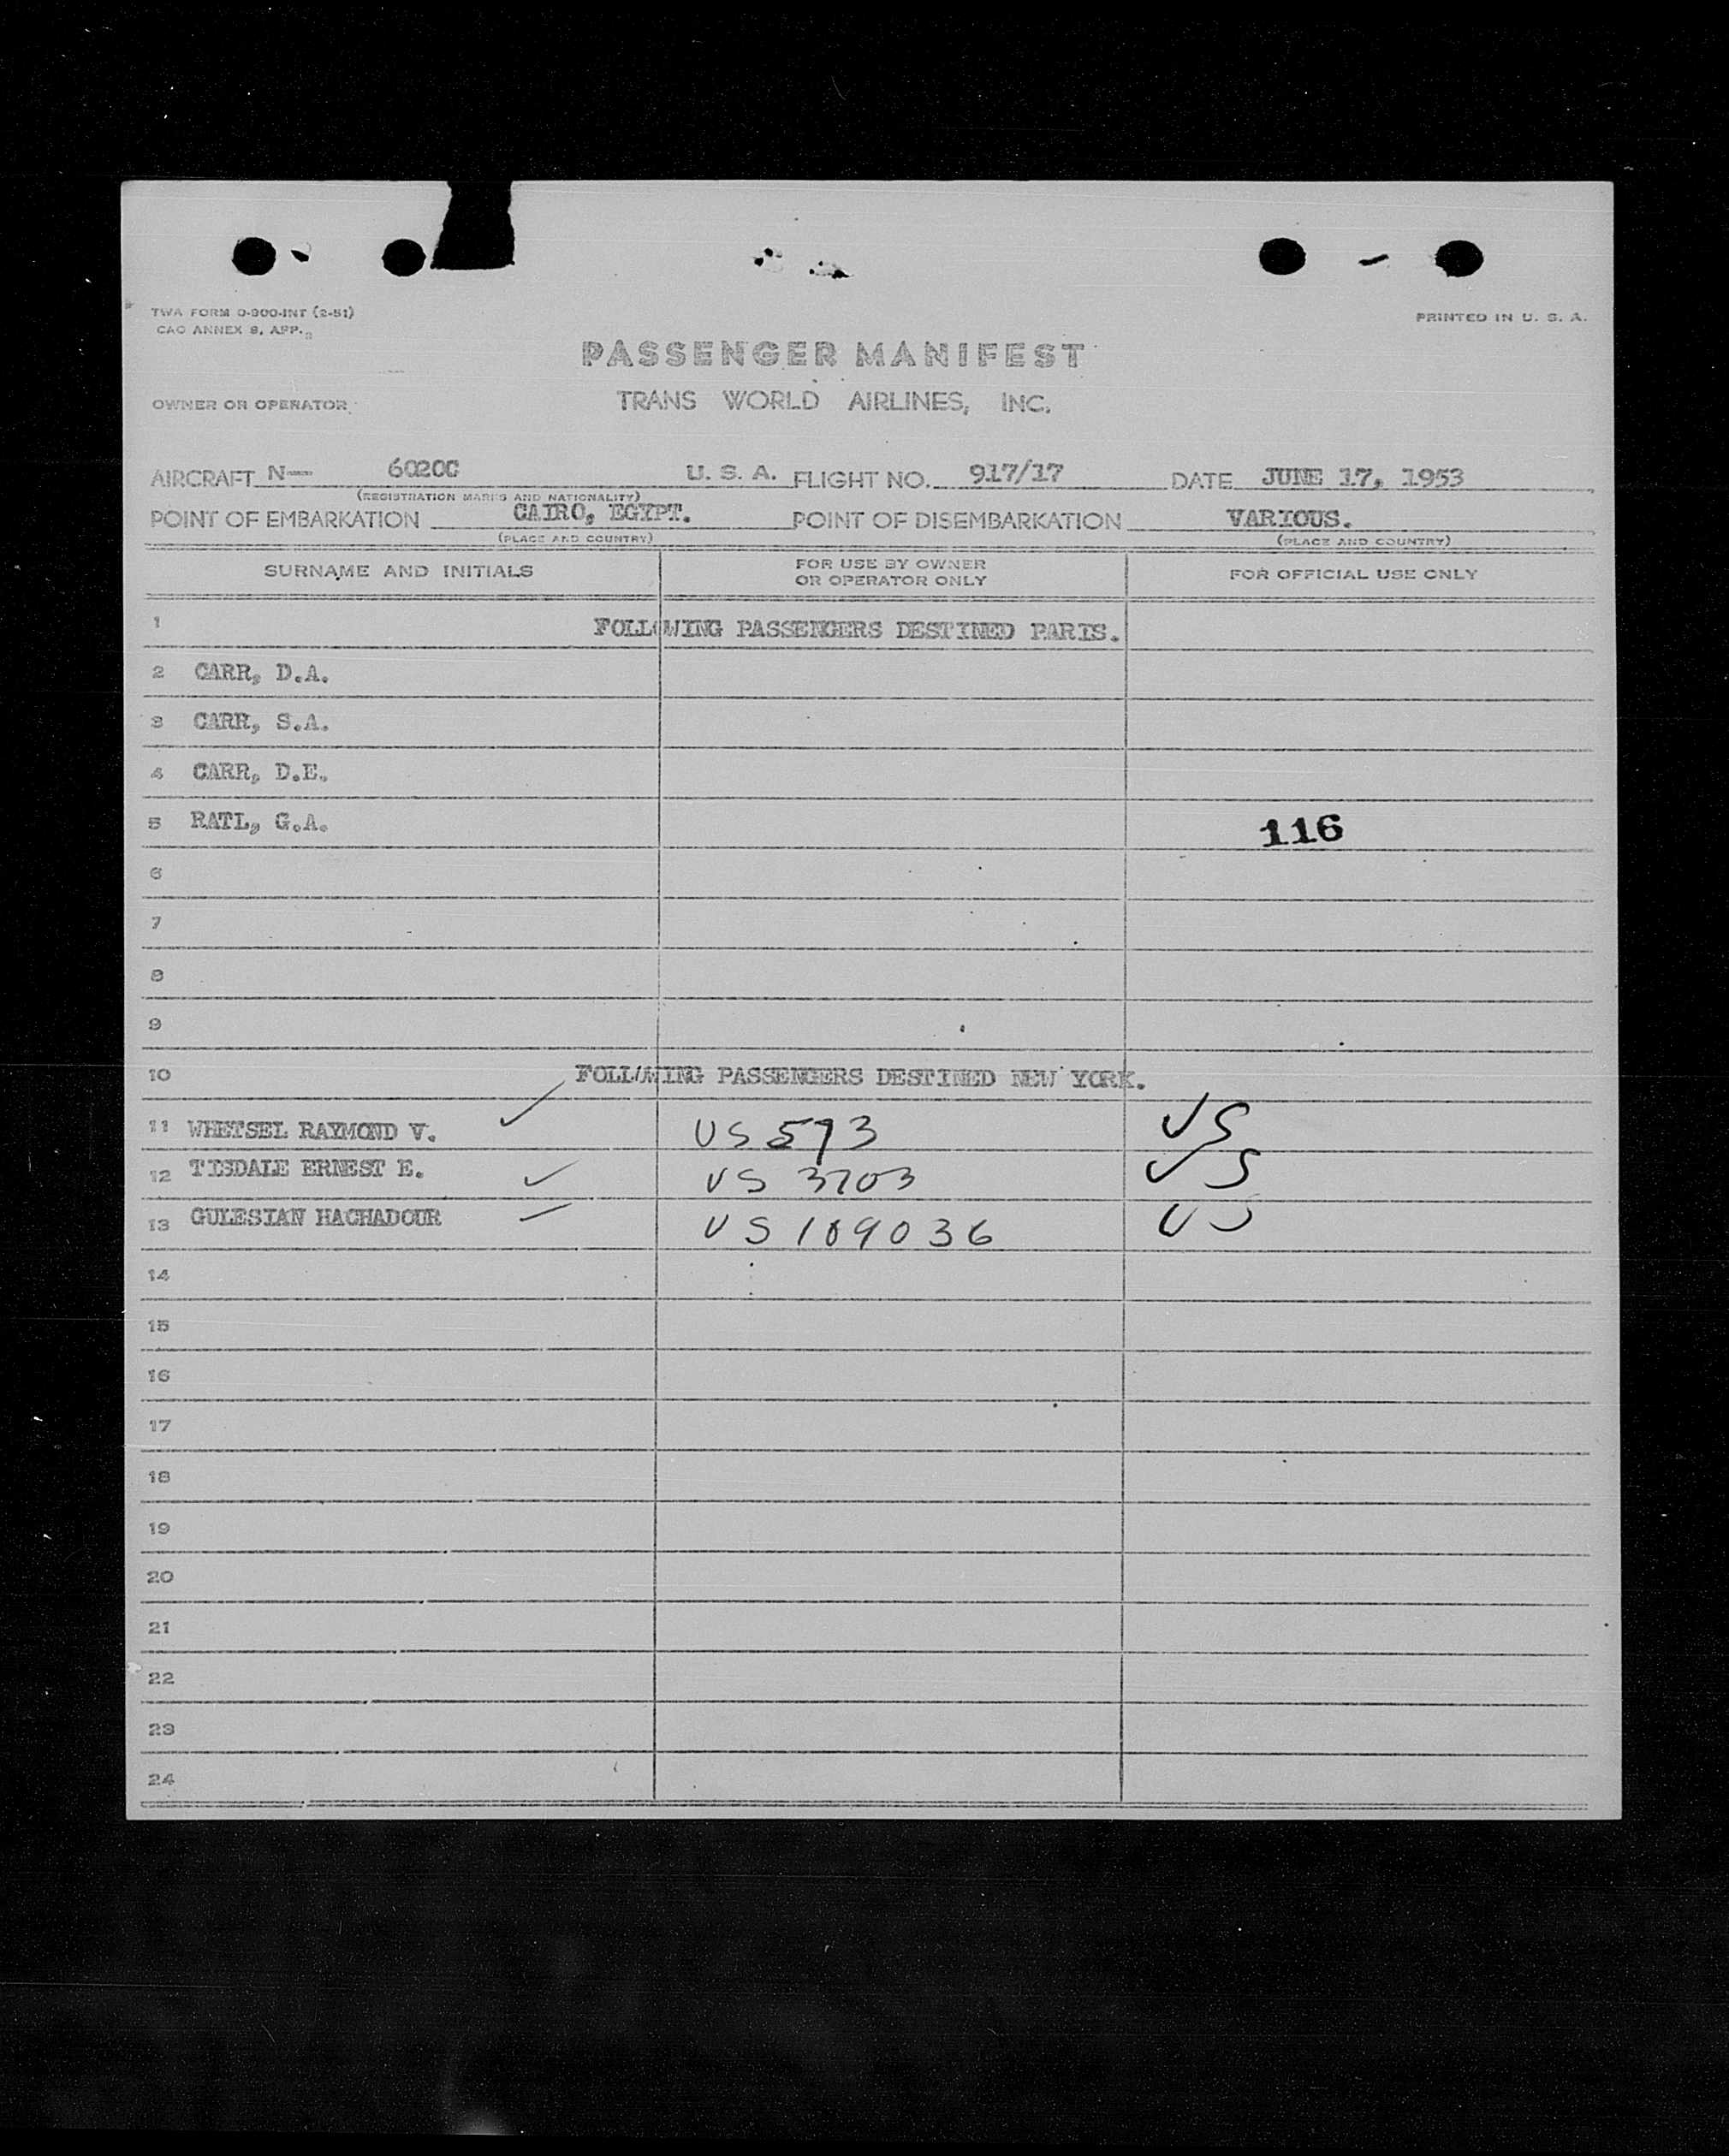 TWA FORM O-900-INT (2-51)
CAO ANNEX 9, APP. 2
PRINTED IN U. S. A.
PASSENGER MANIFEST
OWNER OR OPERATOR
TRANS WORLD AIRLINES, INC.
AIRCRAFT N— 6020C U. S. A. FLIGHT NO. 917/17 DATE JUNE 17, 1953
(REGISTRATION MARKS AND NATIONALITY)
POINT OF EMBARKATION CAIRO, EGYPT. POINT OF DISEMBARKATION VARIOUS.
(PLACE AND COUNTRY) (PLACE AND COUNTRY)
SURNAME AND INITIALS FOR USE BY OWNER OR OPERATOR ONLY FOR OFFICIAL USE ONLY
1 FOLLOWING PASSENGERS DESTINED PARIS.
2 CARR, D.A.
3 CARR, S.A.
4 CARR, D.E.
5 RATL, G.A. 116
6
7
8
9
10 FOLLOWING PASSENGERS DESTINED NEW YORK.
11 WHETSEL RAYMOND V. US 573 US
12 TISDALE ERNEST E. US 3703 US
13 GULESIAN HACHADOUR US 189036 US
14
15
16
17
18
19
20
21
22
23
24